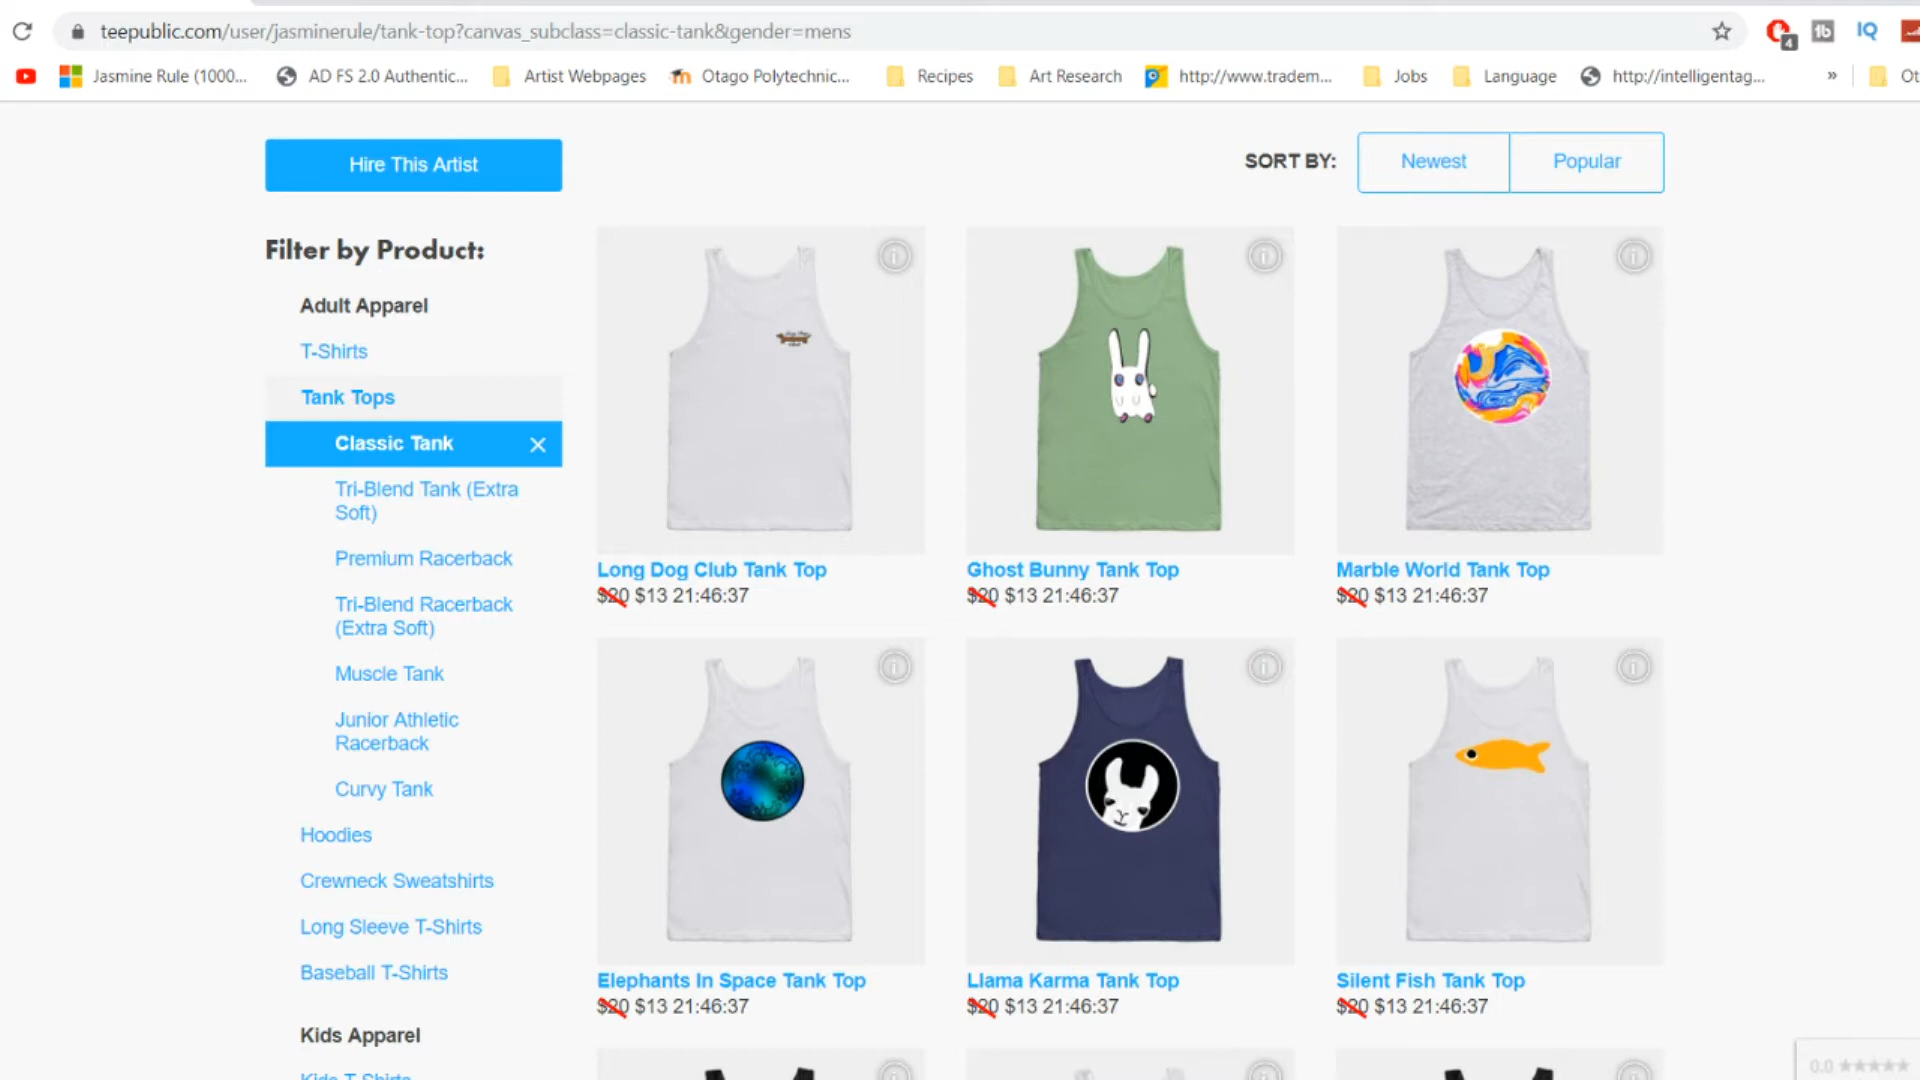 teepublic.com/user/jasminerule/tank-top?canvas_subclass=classic-tank&gender=mens
4
1b
IQ
Jasmine Rule (1000...
AD FS 2.0 Authentic...
Artist Webpages
Otago Polytechnic...
Recipes
Art Research
http://www.tradem...
Jobs
Language
http://intelligentag...
»
Ot
Hire This Artist
SORT BY:
Newest
Popular
Filter by Product:
Adult Apparel
T-Shirts
Tank Tops
Classic Tank
Tri-Blend Tank (Extra
Soft)
Premium Racerback
Tri-Blend Racerback
(Extra Soft)
Muscle Tank
Junior Athletic
Racerback
Curvy Tank
Hoodies
Crewneck Sweatshirts
Long Sleeve T-Shirts
Baseball T-Shirts
Kids Apparel
Kids T-Shirts
Long Dog Club Tank Top
$20 $13 21:46:37
Ghost Bunny Tank Top
$20 $13 21:46:37
Marble World Tank Top
$20 $13 21:46:37
Elephants In Space Tank Top
$20 $13 21:46:37
Llama Karma Tank Top
$20 $13 21:46:37
Silent Fish Tank Top
$20 $13 21:46:37
0.0